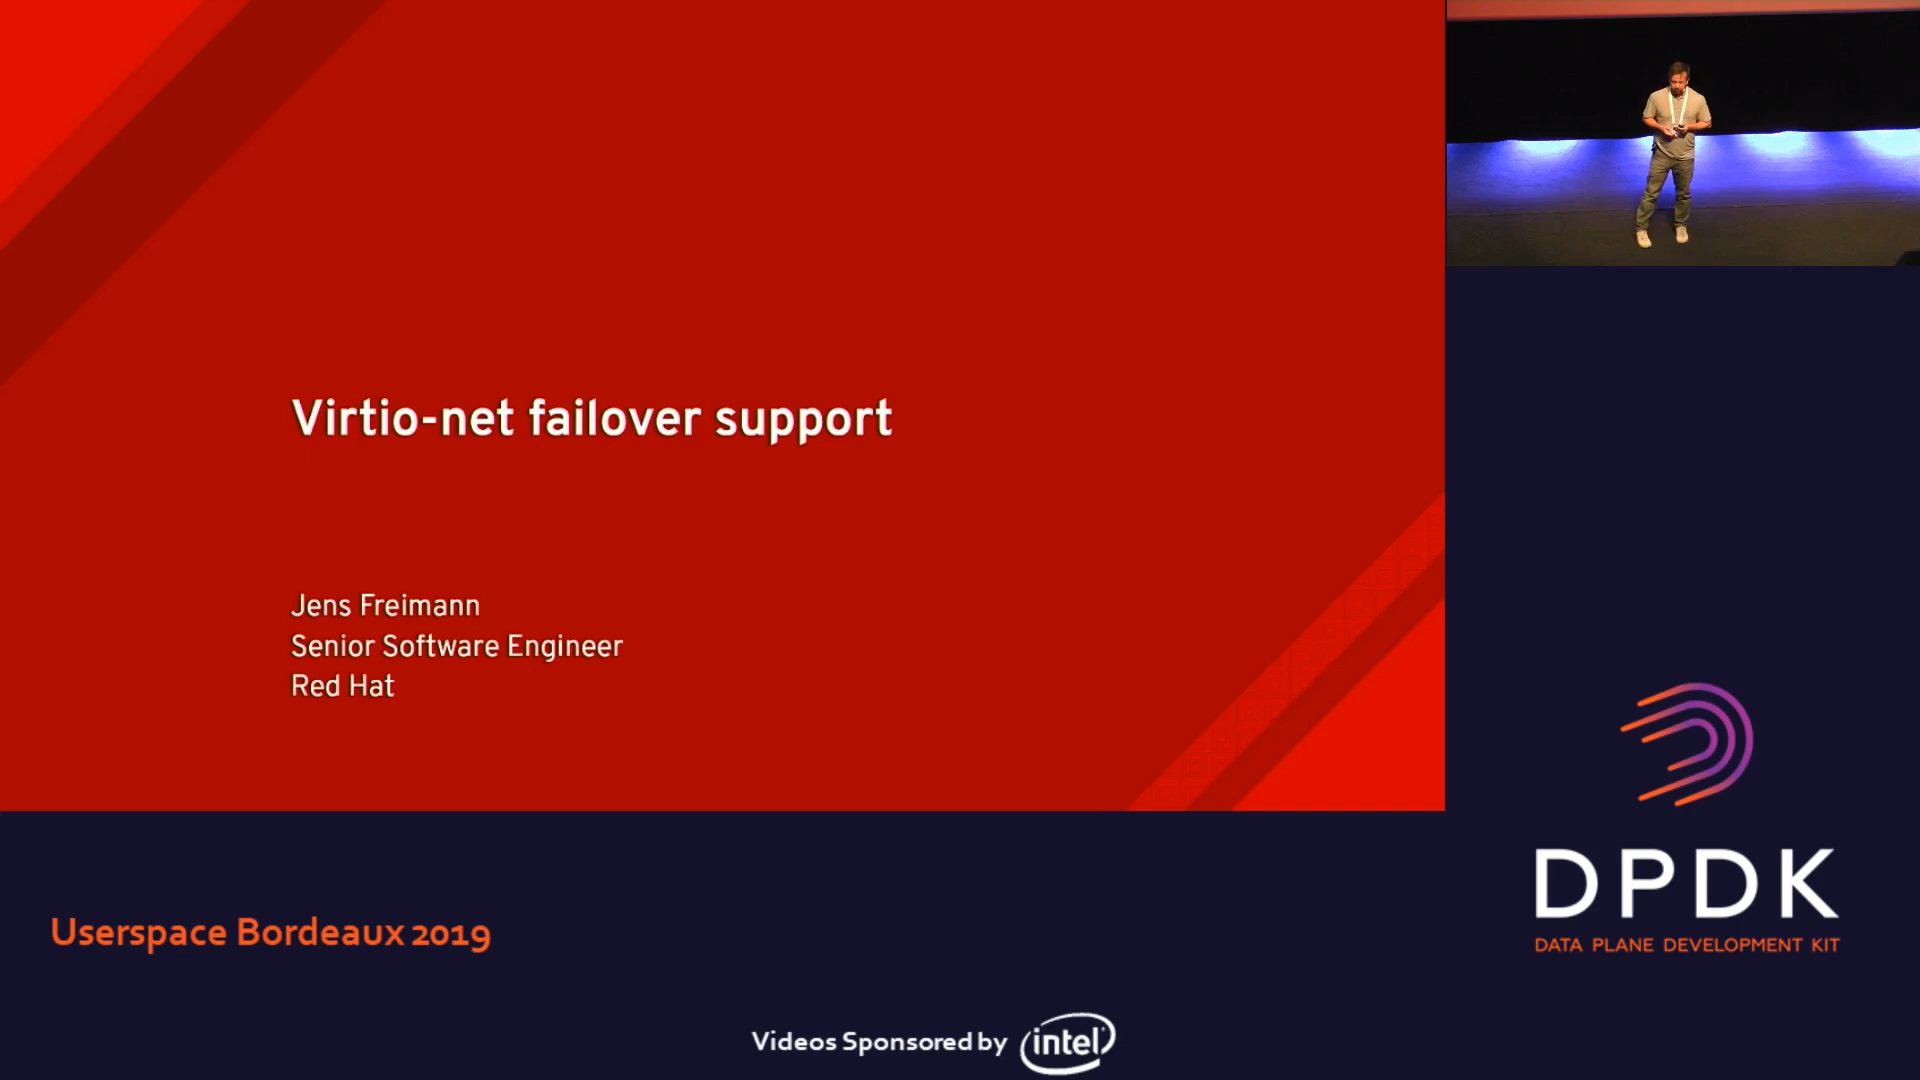 Virtio-net failover support
Jens Freimann
Senior Software Engineer
Red Hat
DPDK
DATA PLANE DEVELOPMENT KIT
Userspace Bordeaux 2019
Videos Sponsored by intel